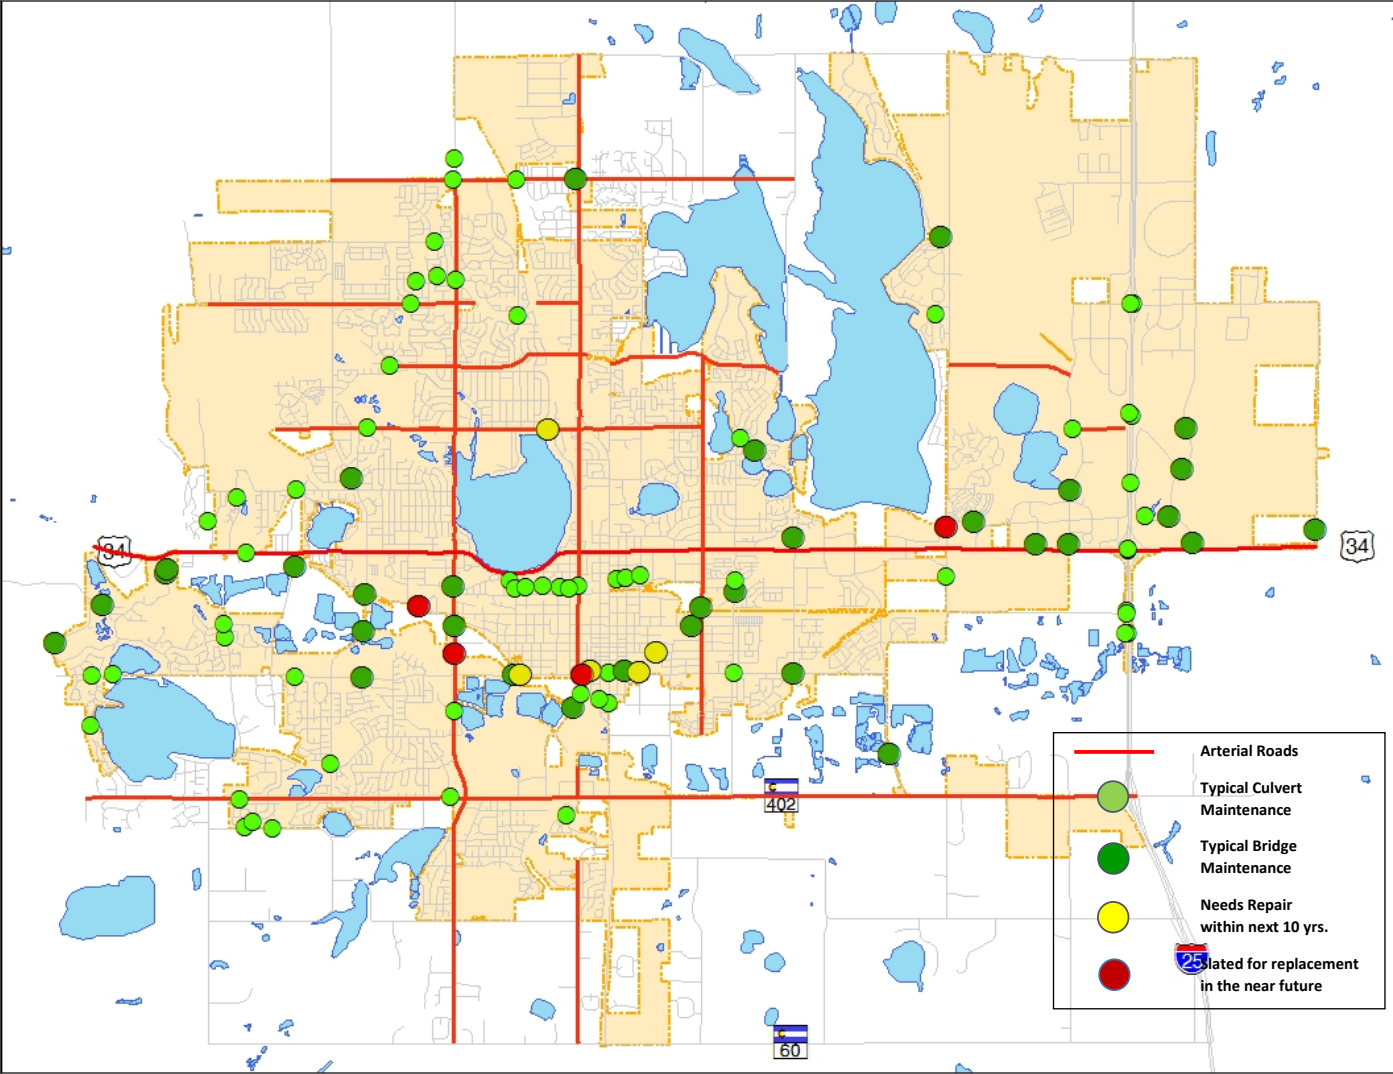 34
34
402
Arterial Roads
Typical Culvert
Maintenance
Typical Bridge
Maintenance
Needs Repair
within next 10 yrs.
25
Slated for replacement
in the near future
C
60